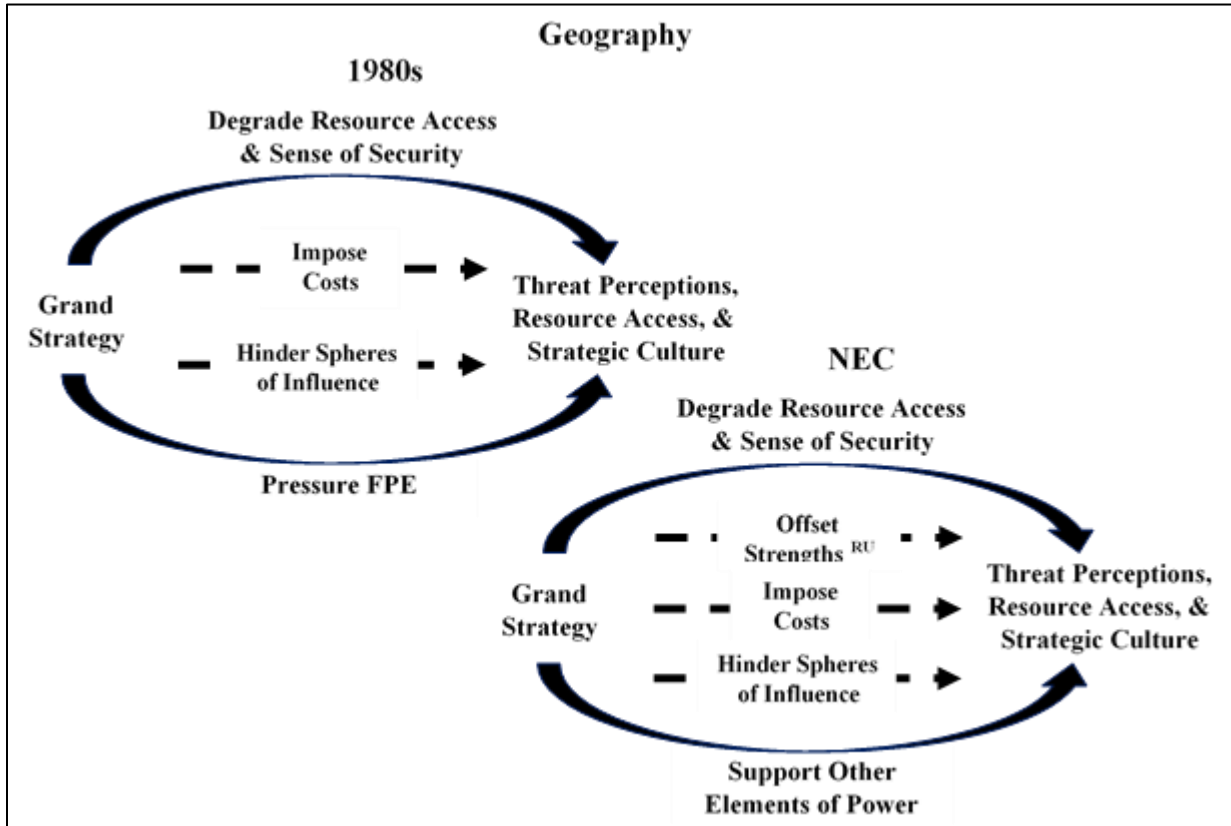 Geography
1980s
Degrade Resource Access
& Sense of Security
Impose
Costs
Grand
Strategy
Hinder Spheres
of Influence
Threat Perceptions,
Resource Access, &
Strategic Culture
Pressure FPE
NEC
Degrade Resource Access
& Sense of Security
Offset
Strengths RU
Grand
Strategy
Impose
Costs
Hinder Spheres
of Influence
Threat Perceptions,
Resource Access, &
Strategic Culture
Support Other
Elements of Power